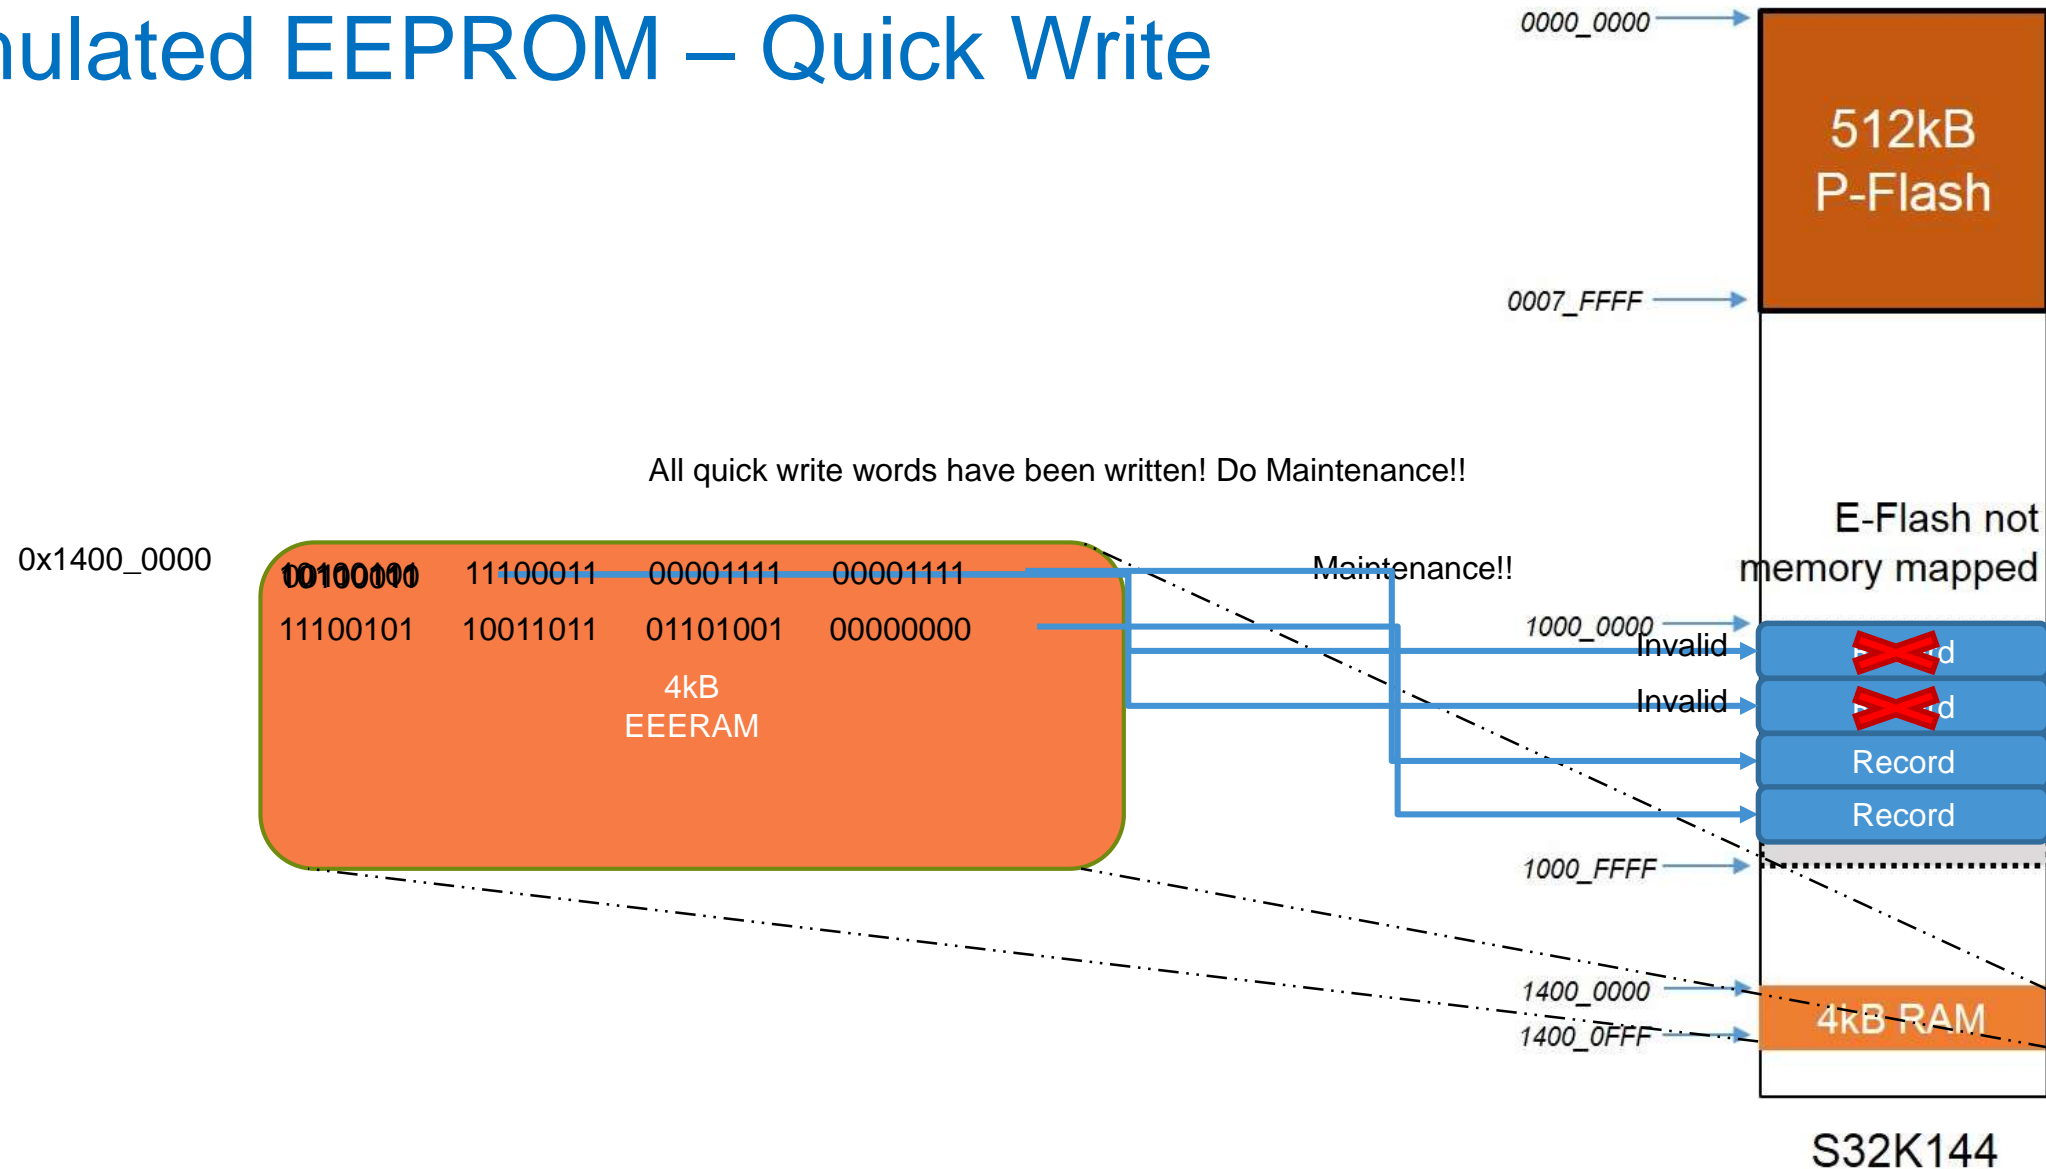 nulated EEPROM – Quick Write
0000_0000
512kB
P-Flash
0007_FFFF
All quick write words have been written! Do Maintenance!!
E-Flash not
memory mapped
0x1400_0000
11100011 00001111 00001111
Maintenance!!
11100101 10011011 01101001 00000000
1000_0000
Invalid
4kB
EEERAM
Invalid
Record
Record
1000_FFFF
1400_0000
4kB RAM
1400_0FFF
S32K144